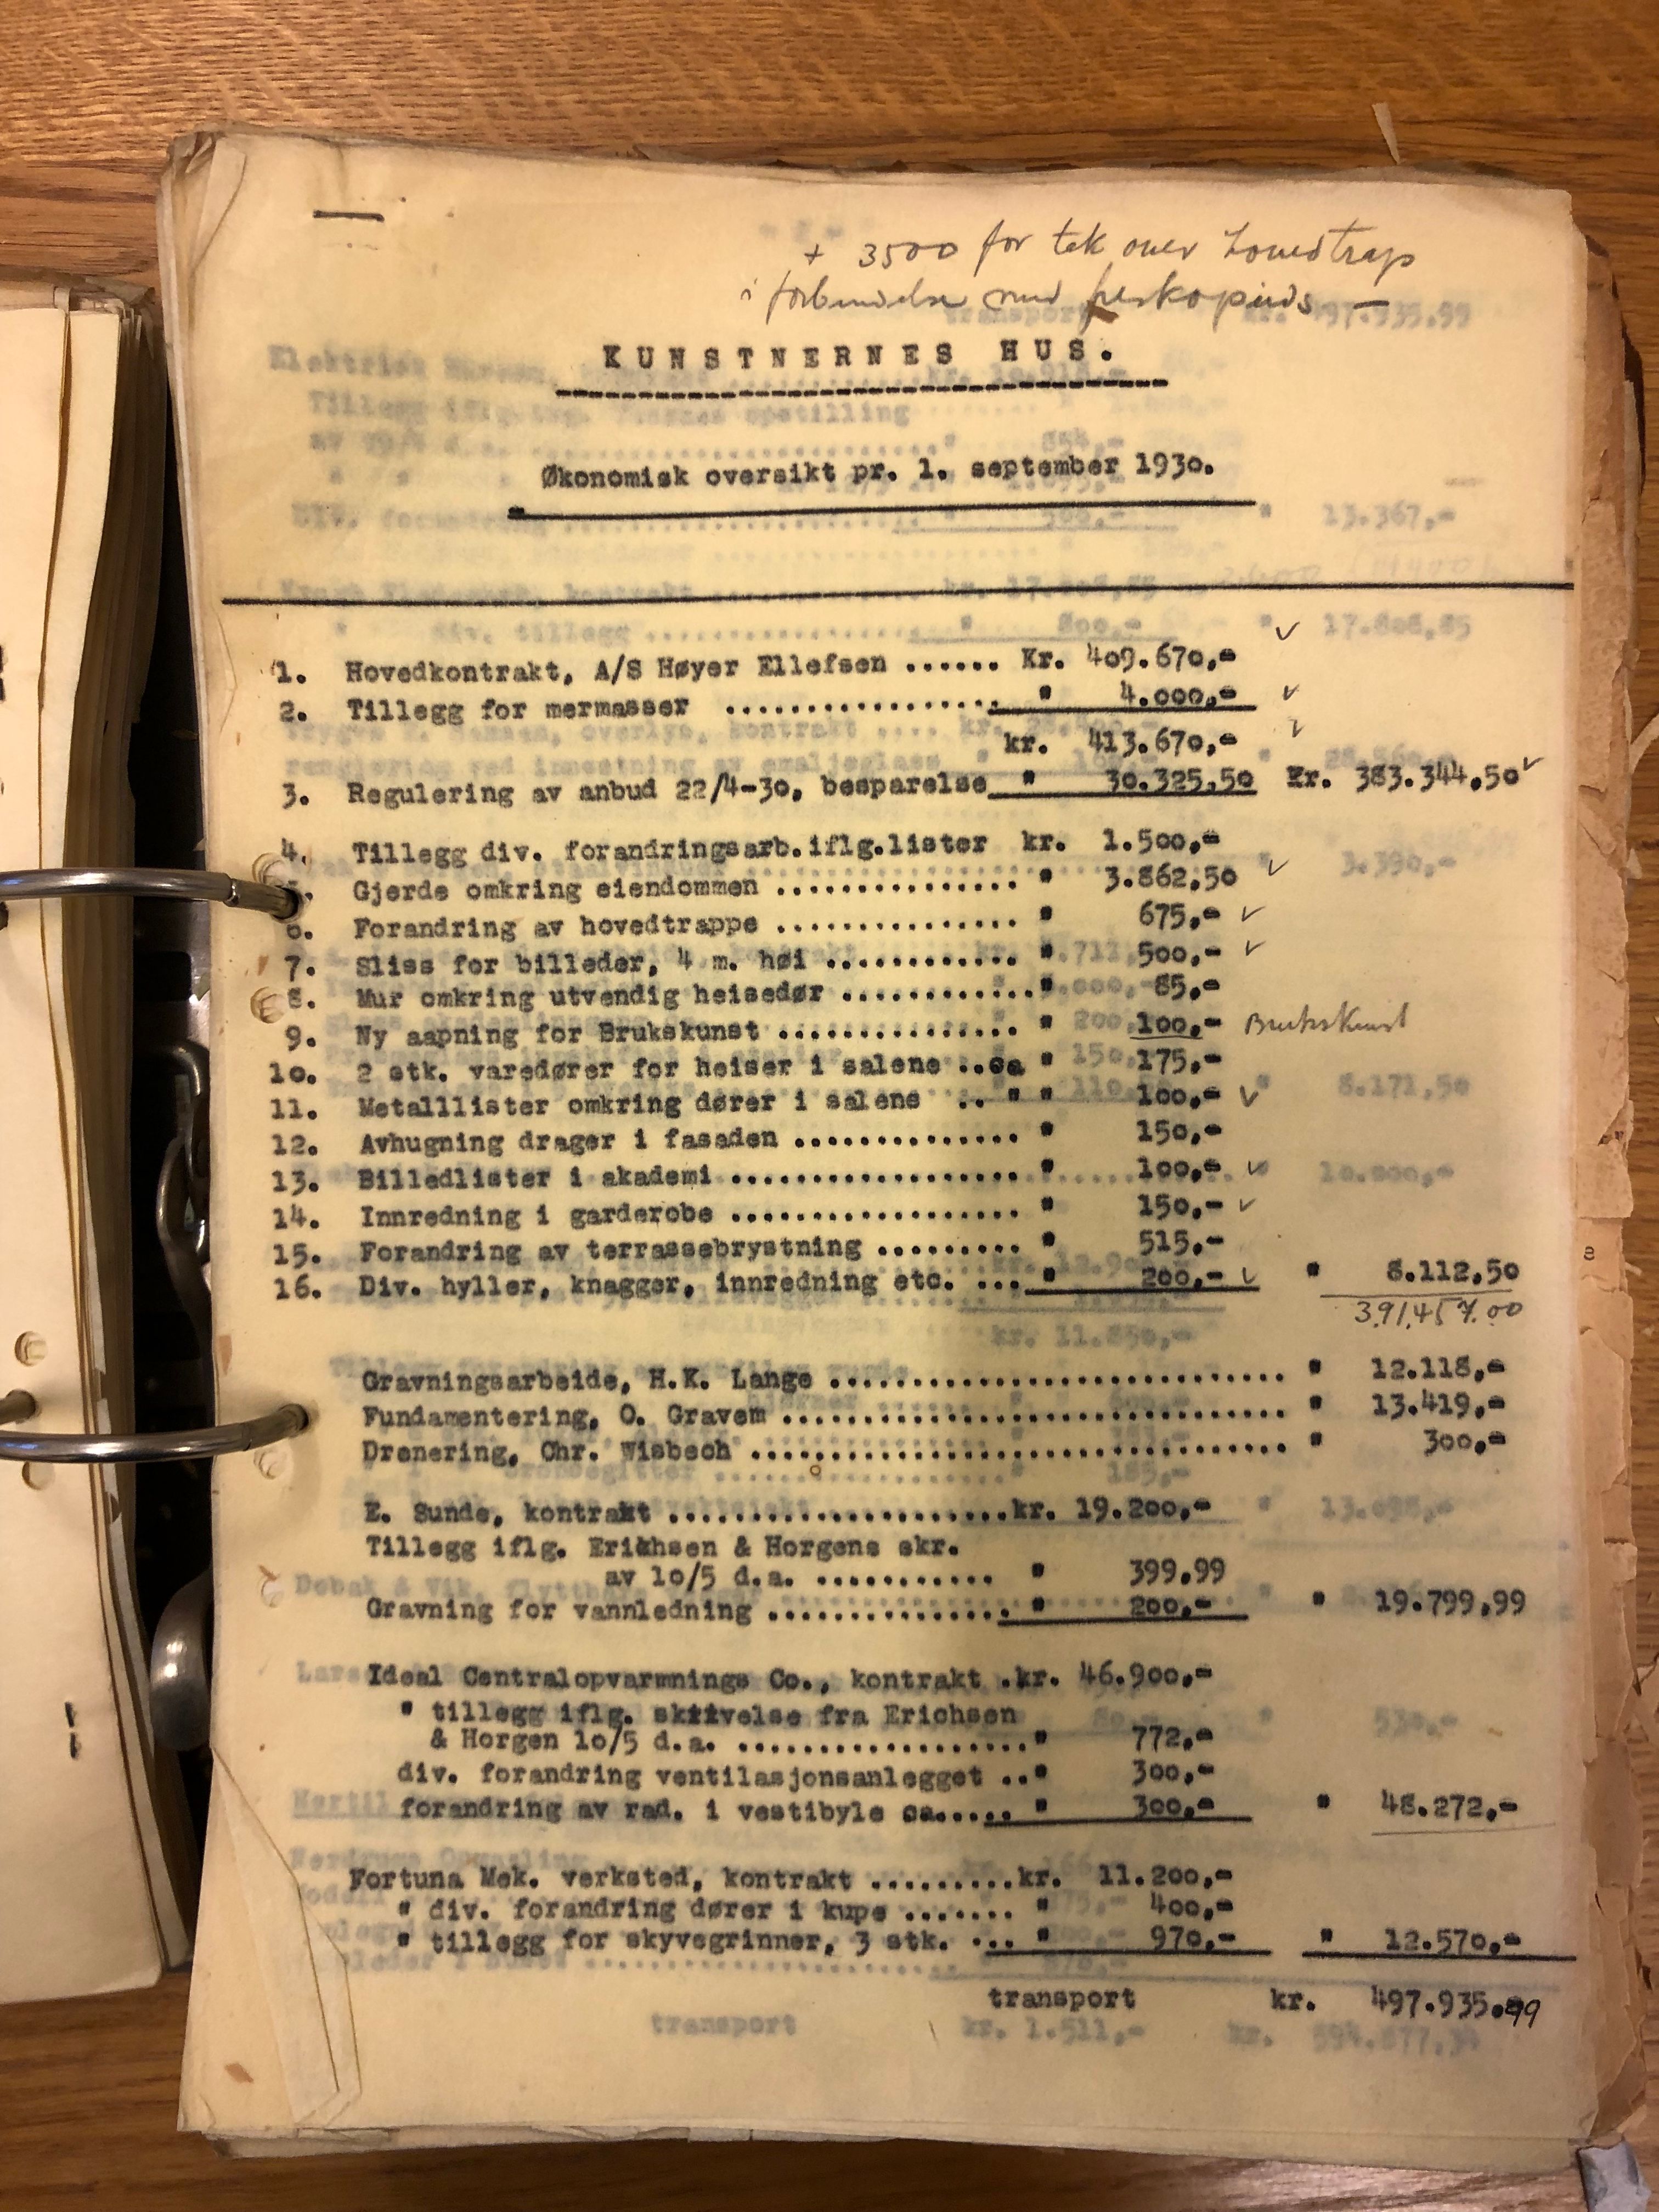 + 3500 for tak over hovedtrap
i forbindelse med
KUNSTNERNES HUS.
Økonomisk oversikt pr. 1. september 1930.
1. Hovedkontrakt, A/S Høyer Ellefsen ...... Kr. 409.670,- ✓
2. Tillegg for mermasser ................. " 4.000,- ✓
kr. 413.670,- ✓
3. Regulering av anbud 22/4-30, besparelse " 30.325,50 Kr. 383.344,50 ✓
4. Tillegg div. forandringsarb.iflg.lister kr. 1.500,-
5. Gjerde omkring eiendommen ............... " 3.862,50 ✓
6. Forandring av hovedtrappe ............... " 675,- ✓
7. Sliss for billeder, 4 m. høi ............ " 500,- ✓
8. Mur omkring utvendig heisedør ............ " 85,-
9. Ny aapning for Brukskunst ................ " 100,- Brukskunst
10. 2 stk. varedører for heiser i salene ..ca " 175,-
11. Metalllister omkring dører i salene .. " " 100,- ✓
12. Avhugning drager i fasaden .............. " 150,-
13. Billedlister i akademi .................. " 100,- ✓
14. Innredning i garderobe .................. " 150,- ✓
15. Forandring av terrassebrystning ......... " 515,-
16. Div. hyller, knagger, innredning etc. ... " 200,- ✓ " 8.112,50
391.457.00
Gravningsarbeide, H.K. Lange ............................ " 12.118,-
Fundamentering, O. Gravem ............................... " 13.419,-
Drenering, Chr. Wisbech ................................. " 300,-
E. Sunde, kontrakt ......................kr. 19.200,-
Tillegg iflg. Erikhsen & Horgens skr.
av 10/5 d.a. ............ " 399,99
Gravning for vannledning ................ " 200,- " 19.799,99
Ideal Centralopvarmnings Co., kontrakt .kr. 46.900,-
" tillegg iflg. skrivelse fra Erichsen
& Horgen 10/5 d.a. ...................." 772,-
div. forandring ventilasjonsanlegget .." 300,-
forandring av rad. i vestibyle ca..... " 300,- " 48.272,-
Fortuna Mek. verksted, kontrakt .........kr. 11.200,-
" div. forandring dører i kupe ....... " 400,-
" tillegg for skyvegrinner, 3 stk. ... " 970,- " 12.570,-
transport kr. 497.935.99